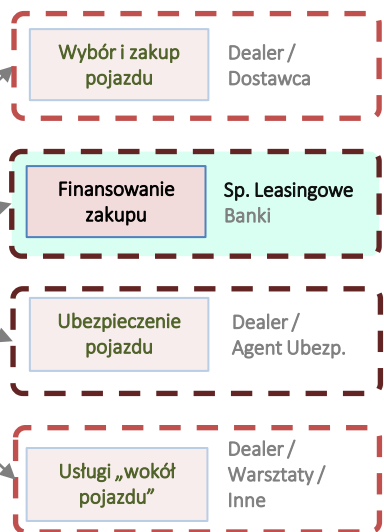 Wybór i zakup
pojazdu
Dealer /
Dostawca
Finansowanie
zakupu
Sp. Leasingowe
Banki
Ubezpieczenie
pojazdu
Dealer /
Agent Ubezp.
Usługi „wokół
pojazdu”
Dealer /
Warsztaty /
Inne